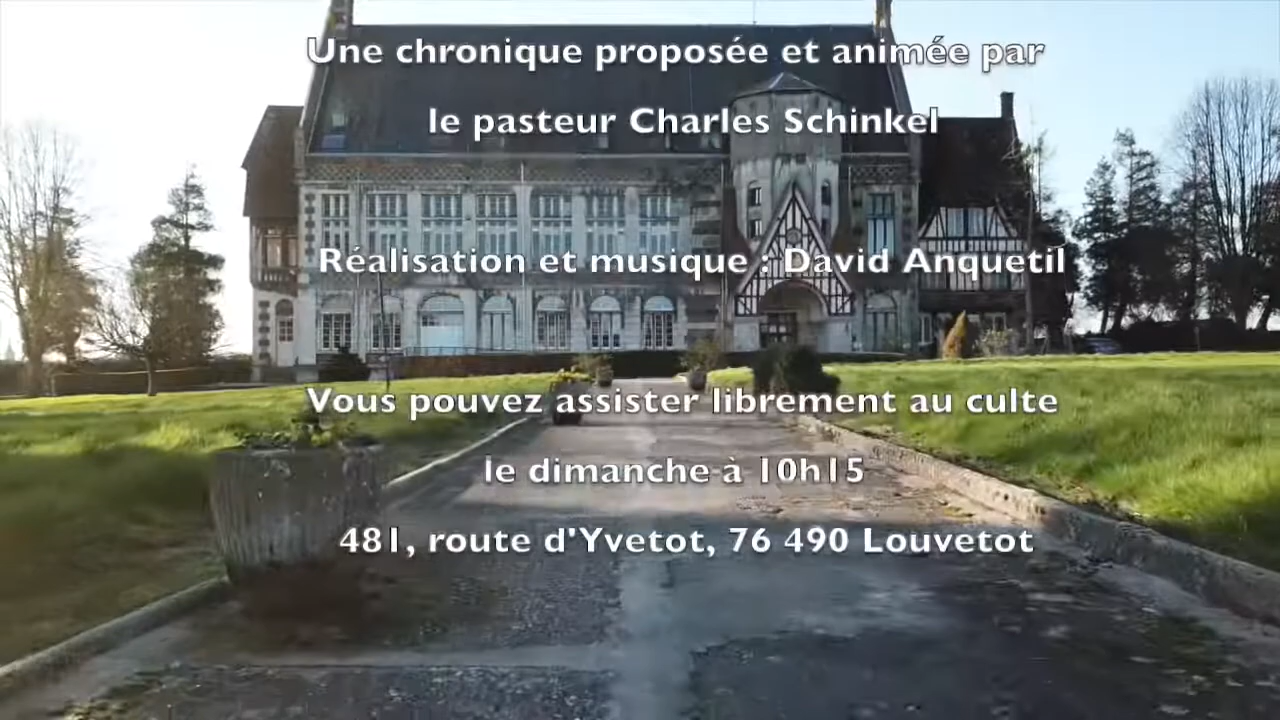 Une chronique proposée et animée par
le pasteur Charles Schinkel
Réalisation et musique : David Anquetil
Vous pouvez assister librement au culte
le dimanche à 10h15
481, route d'Yvetot, 76 490 Louvetot